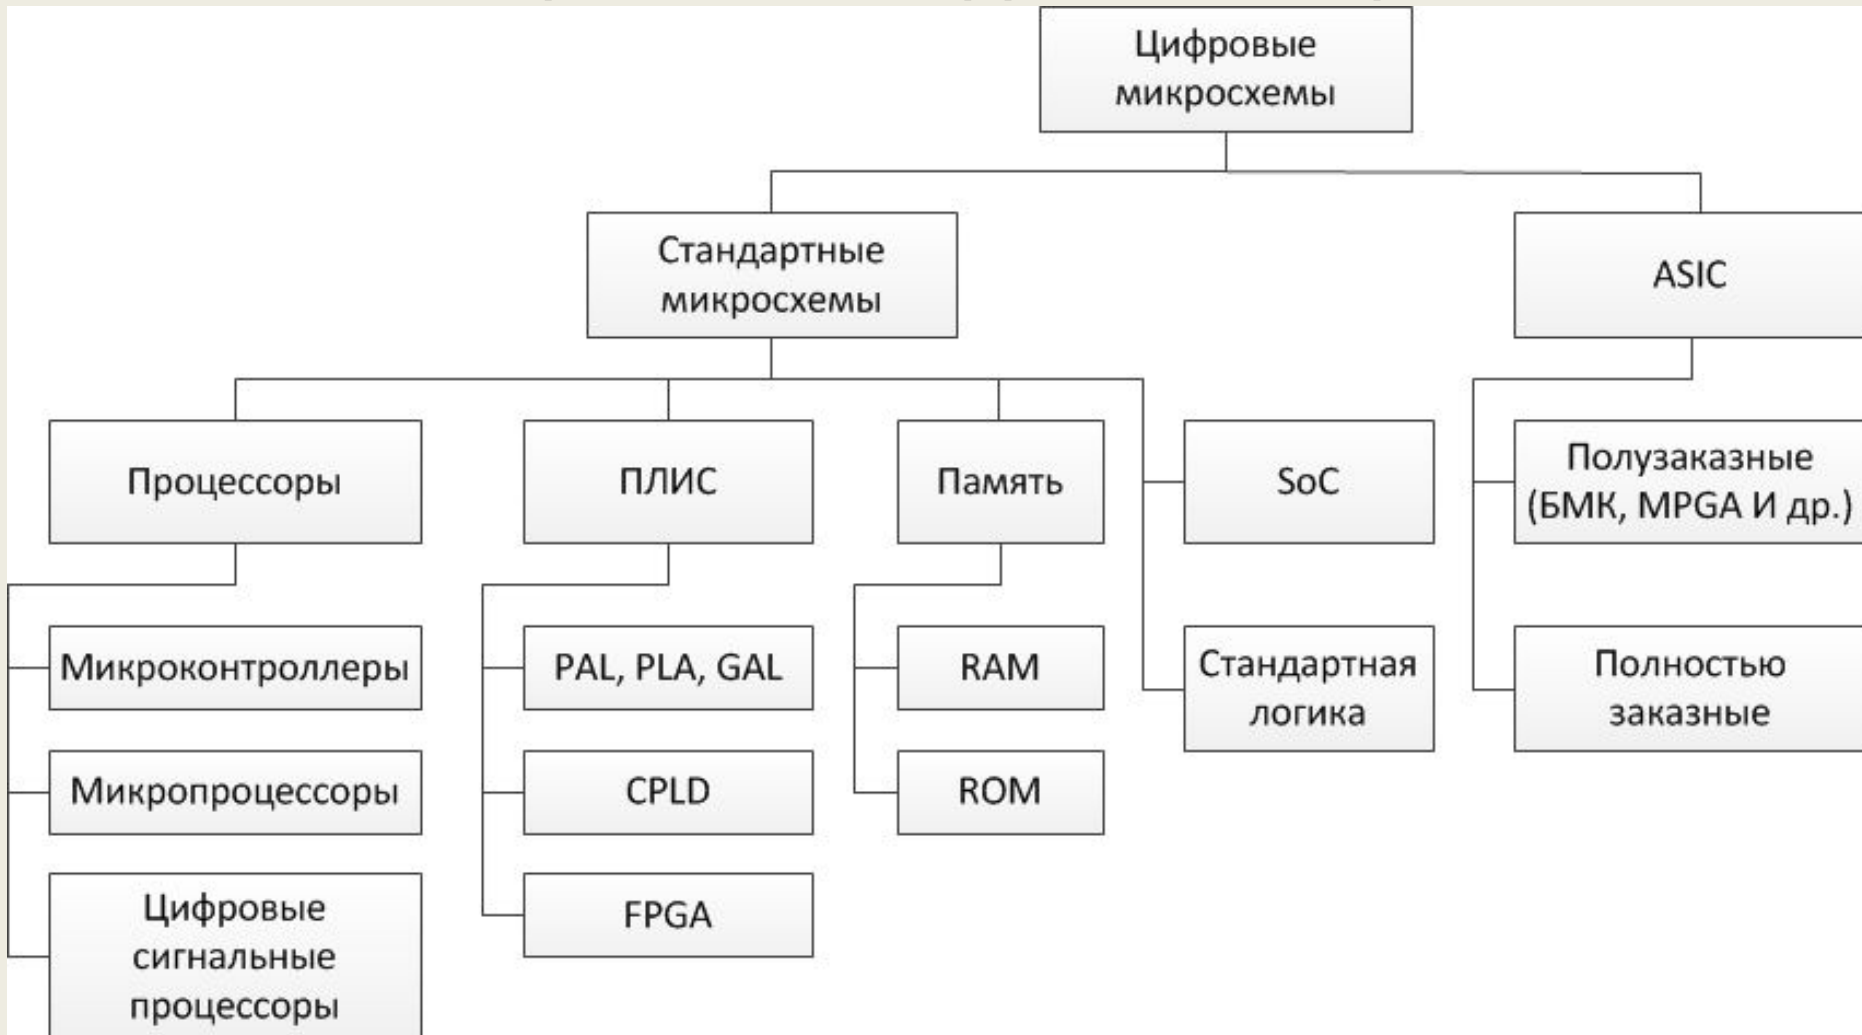 Цифровые
микросхемы
Стандартные
микросхемы
ASIC
Процессоры
ПЛИС
Память
SoC
Полузаказные
(БМК, MPGA И др.)
Микроконтроллеры
PAL, PLA, GAL
RAM
Стандартная
логика
Полностью
заказные
Микропроцессоры
CPLD
ROM
Цифровые
сигнальные
процессоры
FPGA